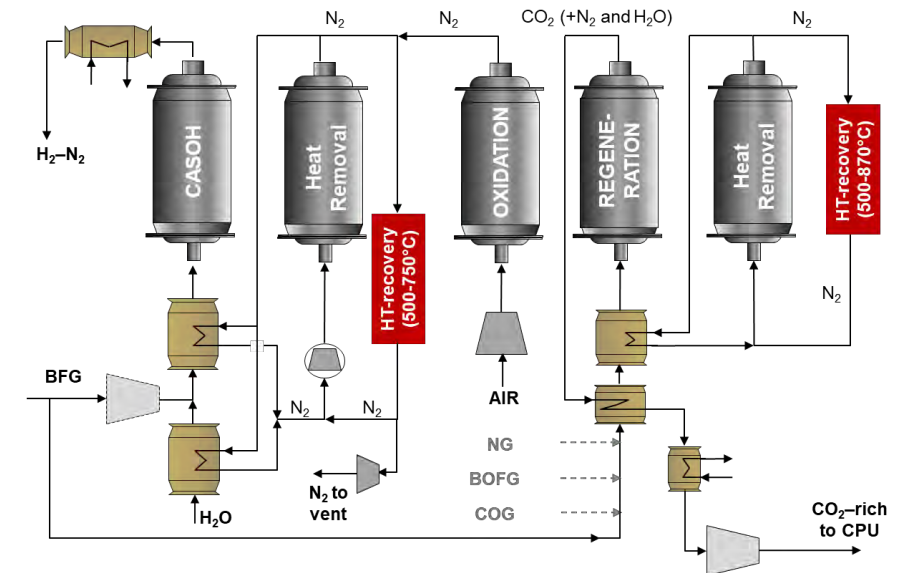 N₂
N₂
CO₂ (+N₂ and H₂O)
N₂
H₂–N₂
CASOH
Heat
Removal
HT-recovery
(500-750°C)
OXIDATION
REGENE-
RATION
Heat
Removal
HT-recovery
(500-870°C)
N₂
BFG
AIR
N₂
N₂
NG
BOFG
COG
N₂ to
vent
H₂O
CO₂–rich
to CPU